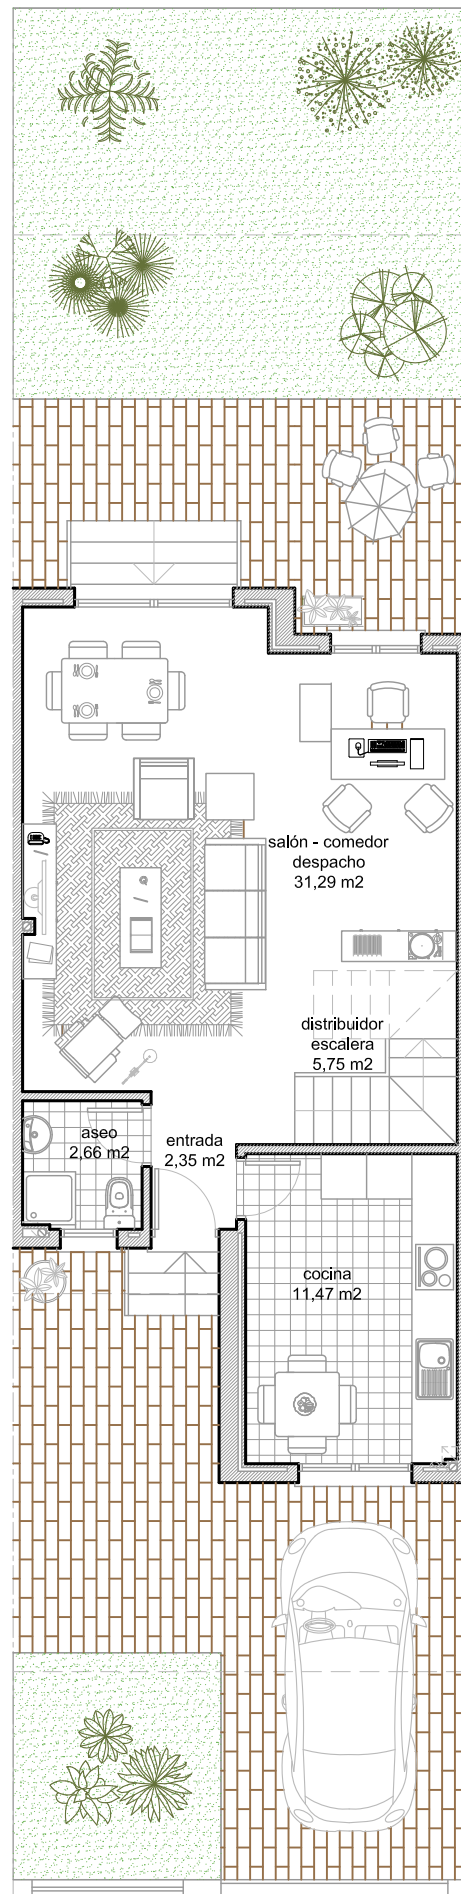 salón - comedor
despacho
31,29 m2
distribuidor
escalera
5,75 m2
aseo
2,66 m2
entrada
2,35 m2
cocina
11,47 m2